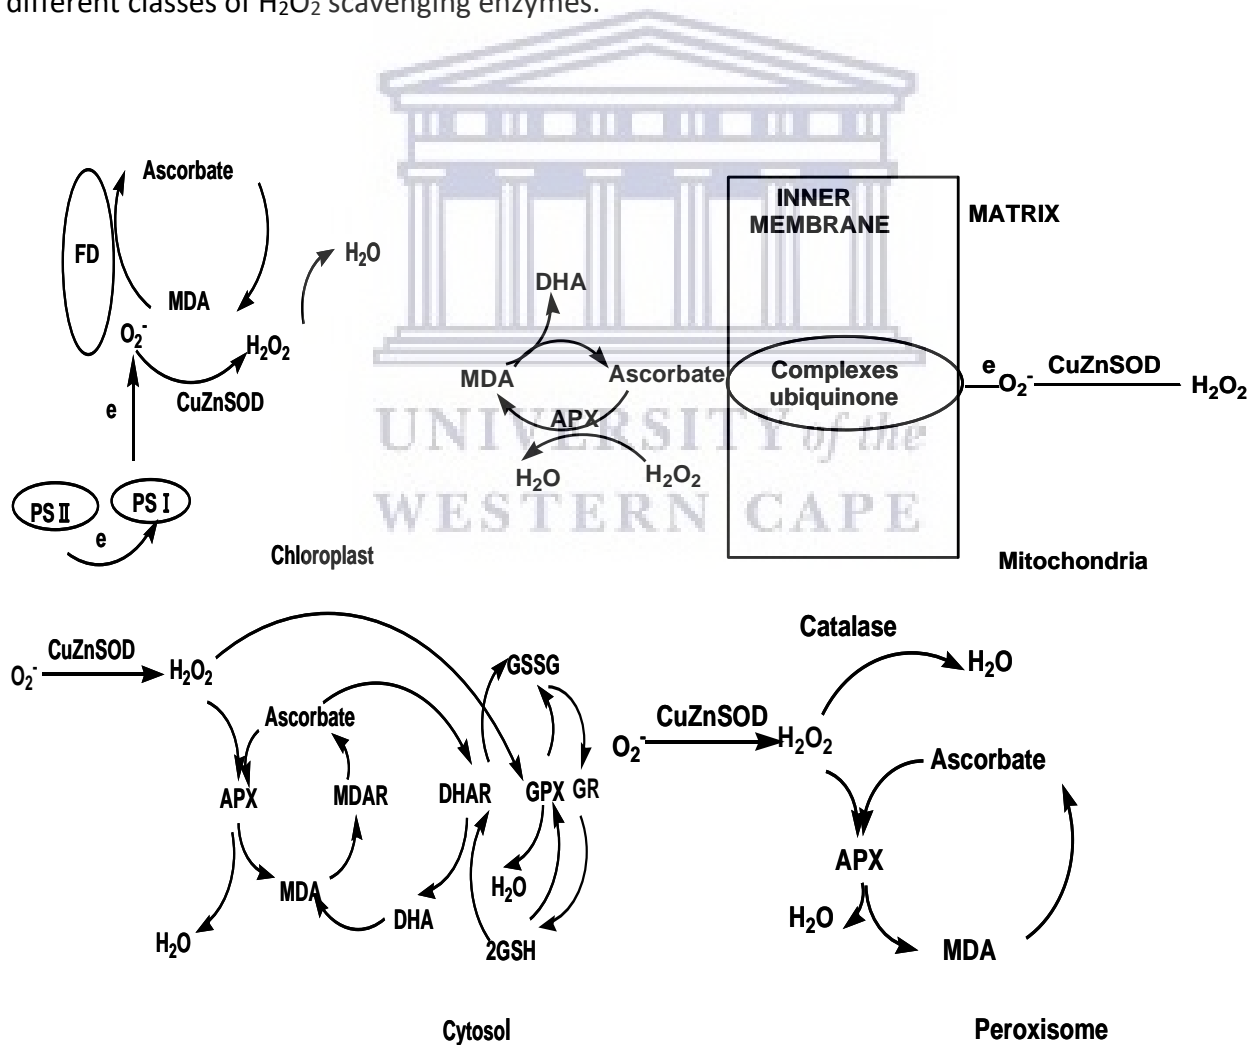 different classes of H₂O₂ scavenging enzymes.
Ascorbate
FD
MDA
O₂⁻
H₂O₂
H₂O
CuZnSOD
e
PS II
PS I
e
Chloroplast
INNER
MEMBRANE
MATRIX
DHA
MDA
Ascorbate
APX
H₂O
H₂O₂
Complexes
ubiquinone
e
O₂⁻
CuZnSOD
H₂O₂
Mitochondria
UNIVERSITY of the
WESTERN CAPE
O₂⁻
CuZnSOD
H₂O₂
Ascorbate
APX
MDAR
DHAR
GSSG
GPX
GR
MDA
DHA
H₂O
H₂O
2GSH
Cytosol
O₂⁻
CuZnSOD
H₂O₂
Catalase
H₂O
Ascorbate
APX
H₂O
MDA
Peroxisome